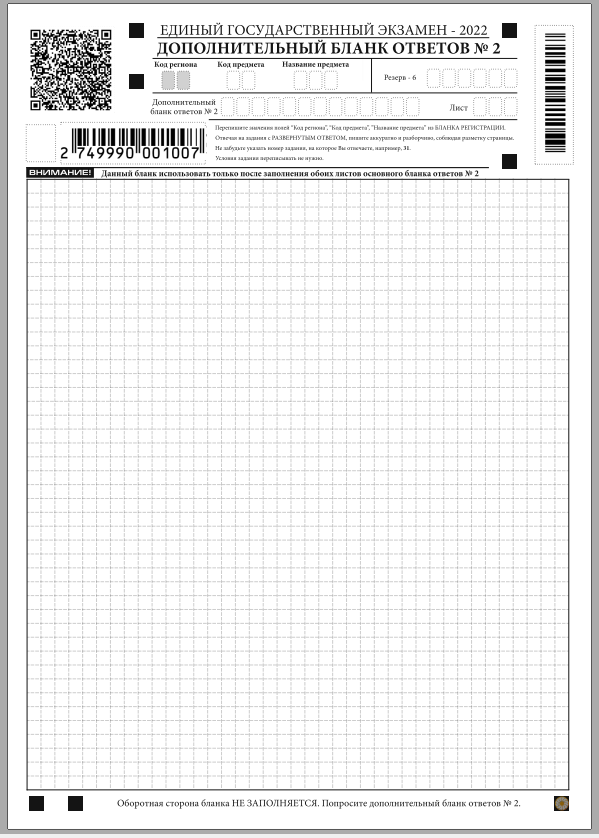 ЕДИНЫЙ ГОСУДАРСТВЕННЫЙ ЭКЗАМЕН - 2022
ДОПОЛНИТЕЛЬНЫЙ БЛАНК ОТВЕТОВ № 2
Код региона Код предмета Название предмета
Резерв - 6
Дополнительный
бланк ответов № 2
Лист
2 749990 001007
Перепишите значения полей "Код региона", "Код предмета", "Название предмета" из БЛАНКА РЕГИСТРАЦИИ.
Отвечая на задания с РАЗВЕРНУТЫМ ОТВЕТОМ, пишите аккуратно и разборчиво, соблюдая разметку страницы.
Не забудьте указать номер задания, на которое Вы отвечаете, например, 31.
Условия задания переписывать не нужно.
ВНИМАНИЕ! Данный бланк использовать только после заполнения обоих листов основного бланка ответов № 2
Оборотная сторона бланка НЕ ЗАПОЛНЯЕТСЯ. Попросите дополнительный бланк ответов № 2.